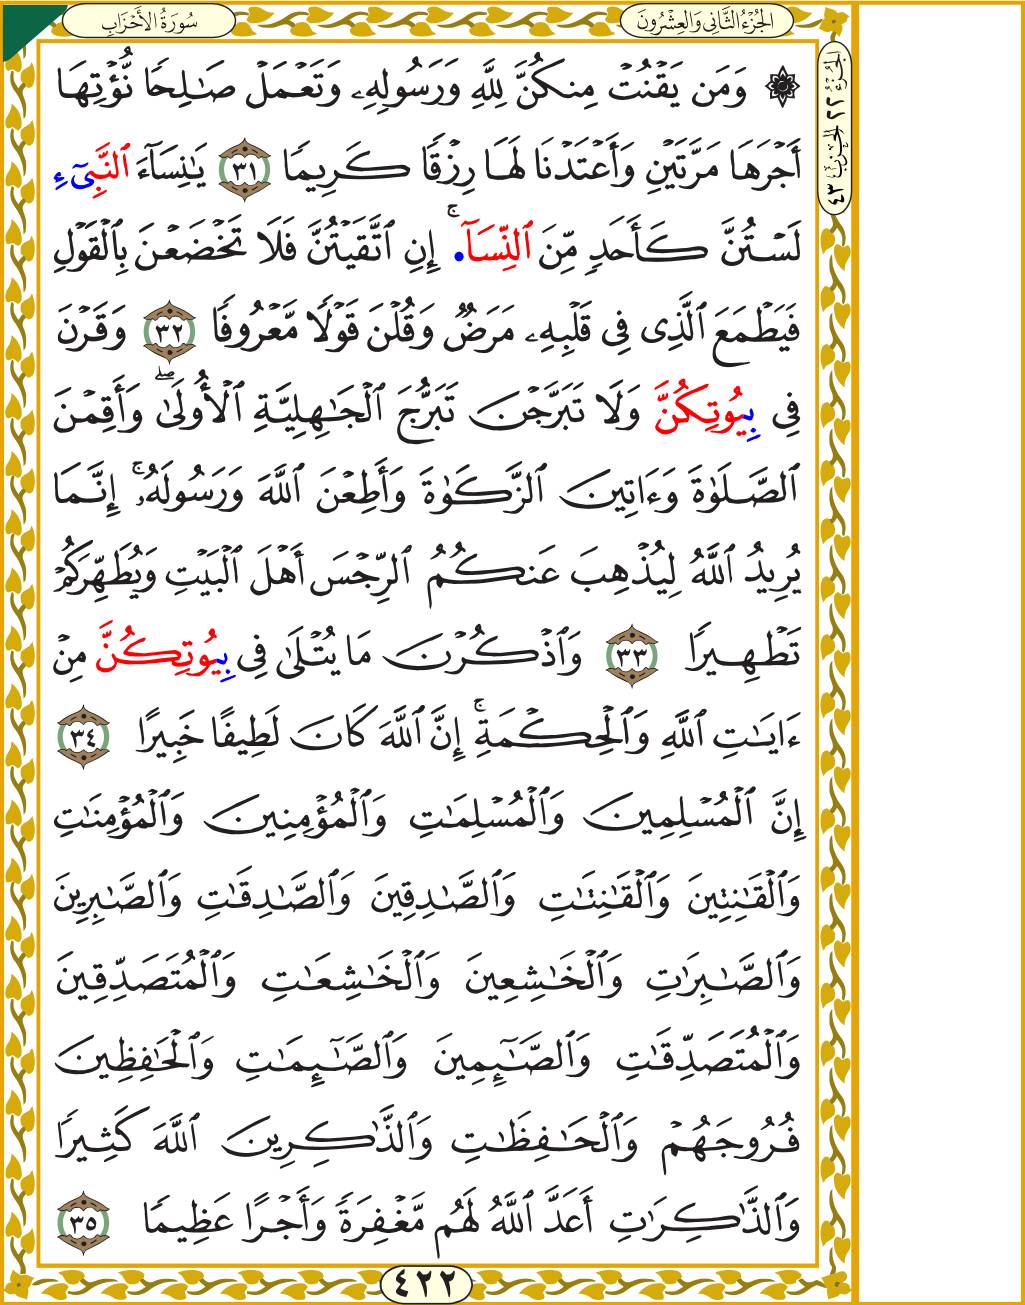 سُورَةُ الأَحْزَابِ
الجُزْءُ الثَّانِي وَالعِشْرُونَ
الجزء ٢٢ الحزب ٤٣
۞ وَمَن يَقْنُتْ مِنكُنَّ لِلَّهِ وَرَسُولِهِۦ وَتَعْمَلْ صَٰلِحًا نُّؤْتِهَا
أَجْرَهَا مَرَّتَيْنِ وَأَعْتَدْنَا لَهَا رِزْقًا كَرِيمًا ٣١ يَٰنِسَآءَ ٱلنَّبِىٓءِ
لَسْتُنَّ كَأَحَدٍ مِّنَ ٱلنِّسَآ• ۚ إِنِ ٱتَّقَيْتُنَّ فَلَا تَخْضَعْنَ بِٱلْقَوْلِ
فَيَطْمَعَ ٱلَّذِى فِى قَلْبِهِۦ مَرَضٌ وَقُلْنَ قَوْلًا مَّعْرُوفًا ٣٢ وَقَرْنَ
فِى بِيُوتِكُنَّ وَلَا تَبَرَّجْنَ تَبَرُّجَ ٱلْجَٰهِلِيَّةِ ٱلْأُولَىٰ ۖ وَأَقِمْنَ
ٱلصَّلَوٰةَ وَءَاتِينَ ٱلزَّكَوٰةَ وَأَطِعْنَ ٱللَّهَ وَرَسُولَهُۥٓ ۚ إِنَّمَا
يُرِيدُ ٱللَّهُ لِيُذْهِبَ عَنكُمُ ٱلرِّجْسَ أَهْلَ ٱلْبَيْتِ وَيُطَهِّرَكُمْ
تَطْهِيرًا ٣٣ وَٱذْكُرْنَ مَا يُتْلَىٰ فِى بِيُوتِكُنَّ مِنْ
ءَايَٰتِ ٱللَّهِ وَٱلْحِكْمَةِ ۚ إِنَّ ٱللَّهَ كَانَ لَطِيفًا خَبِيرًا ٣٤
إِنَّ ٱلْمُسْلِمِينَ وَٱلْمُسْلِمَٰتِ وَٱلْمُؤْمِنِينَ وَٱلْمُؤْمِنَٰتِ
وَٱلْقَٰنِتِينَ وَٱلْقَٰنِتَٰتِ وَٱلصَّٰدِقِينَ وَٱلصَّٰدِقَٰتِ وَٱلصَّٰبِرِينَ
وَٱلصَّٰبِرَٰتِ وَٱلْخَٰشِعِينَ وَٱلْخَٰشِعَٰتِ وَٱلْمُتَصَدِّقِينَ
وَٱلْمُتَصَدِّقَٰتِ وَٱلصَّٰٓئِمِينَ وَٱلصَّٰٓئِمَٰتِ وَٱلْحَٰفِظِينَ
فُرُوجَهُمْ وَٱلْحَٰفِظَٰتِ وَٱلذَّٰكِرِينَ ٱللَّهَ كَثِيرًا
وَٱلذَّٰكِرَٰتِ أَعَدَّ ٱللَّهُ لَهُم مَّغْفِرَةً وَأَجْرًا عَظِيمًا ٣٥
٤٢٢